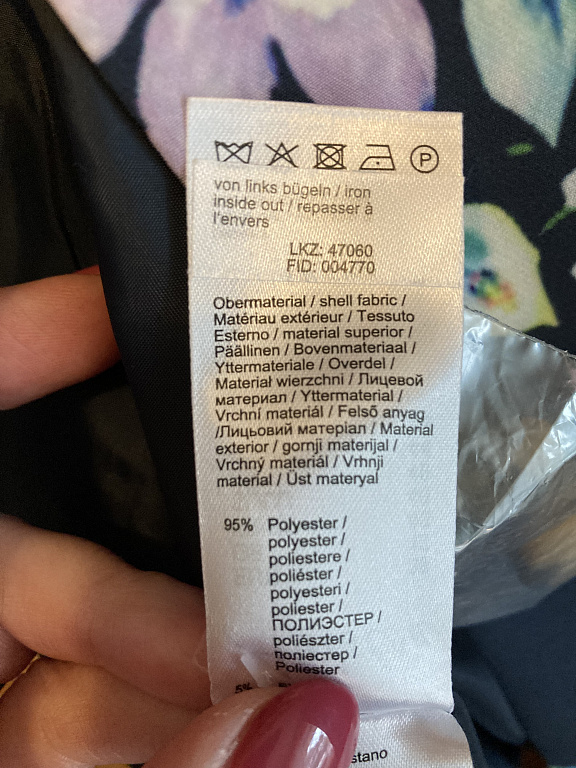 P
von links bügeln / iron
inside out / repasser à
l'envers
LKZ: 47060
FID: 004770
Obermaterial / shell fabric /
Matériau extérieur / Tessuto
Esterno / material superior /
Päällinen / Bovenmateriaal /
Yttermateriale / Overdel /
Materiał wierzchni / Лицевой
материал / Yttermaterial /
Vrchní materiál / Felső anyag
/Лицьовий матеріал / Material
exterior / gornji materijal /
Vrchný materiál / Vrhnji
material / Üst materyal
95% Polyester /
polyester /
poliestere /
poliéster /
polyesteri /
poliester /
ПОЛИЭСТЕР /
poliészter /
поліестер /
Poliester
5%
stano